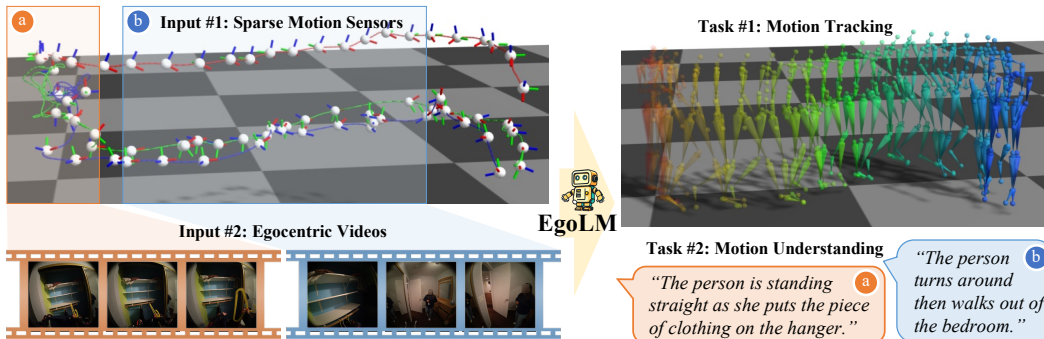 a
b
Input #1: Sparse Motion Sensors
Task #1: Motion Tracking
EgoLM
Input #2: Egocentric Videos
Task #2: Motion Understanding
a
“The person is standing
straight as she puts the piece
of clothing on the hanger.”
b
“The person
turns around
then walks out of
the bedroom.”